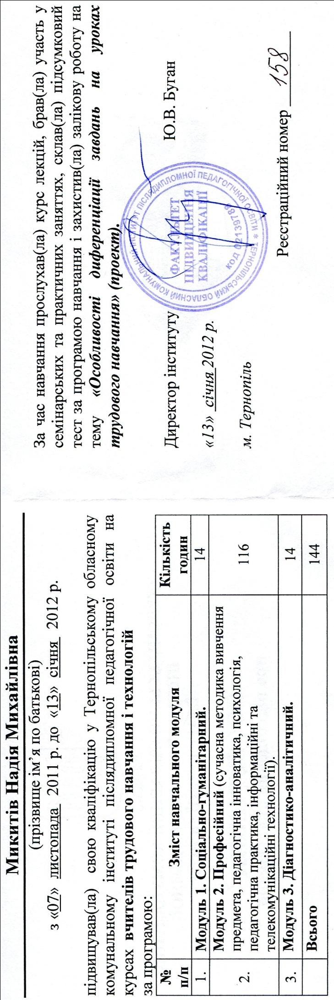 Микитів Надія Михайлівна
(прізвище ім’я по батькові)
з «07» листопада 2011 р. до «13» січня 2012 р.
підвищував(ла) свою кваліфікацію у Тернопільському обласному
комунальному інституті післядипломної педагогічної освіти на
курсах вчителів трудового навчання і технологій
за програмою:
№ п/п Зміст навчального модуля Кількість годин
1. Модуль 1. Соціально-гуманітарний. 14
2. Модуль 2. Професійний (сучасна методика вивчення
предмета, педагогічна інноватика, психологія,
педагогічна практика, інформаційні та
телекомунікаційні технології). 116
3. Модуль 3. Діагностико-аналітичний. 14
Всього 144
За час навчання прослухав(ла) курс лекцій, брав(ла) участь у
семінарських та практичних заняттях, склав(ла) підсумковий
тест за програмою навчання і захистив(ла) залікову роботу на
тему «Особливості диференціації завдань на уроках
трудового навчання» (проект).
Директор інституту Ю.В. Буган
«13» січня 2012 р.
м. Тернопіль
Реєстраційний номер 158
ТЕРНОПІЛЬСЬКИЙ ОБЛАСНИЙ КОМУНАЛЬНИЙ ІНСТИТУТ ПІСЛЯДИПЛОМНОЇ ПЕДАГОГІЧНОЇ ОСВІТИ *
ФАКУЛЬТЕТ
ПІДВИЩЕННЯ
КВАЛІФІКАЦІЇ
код 02139788